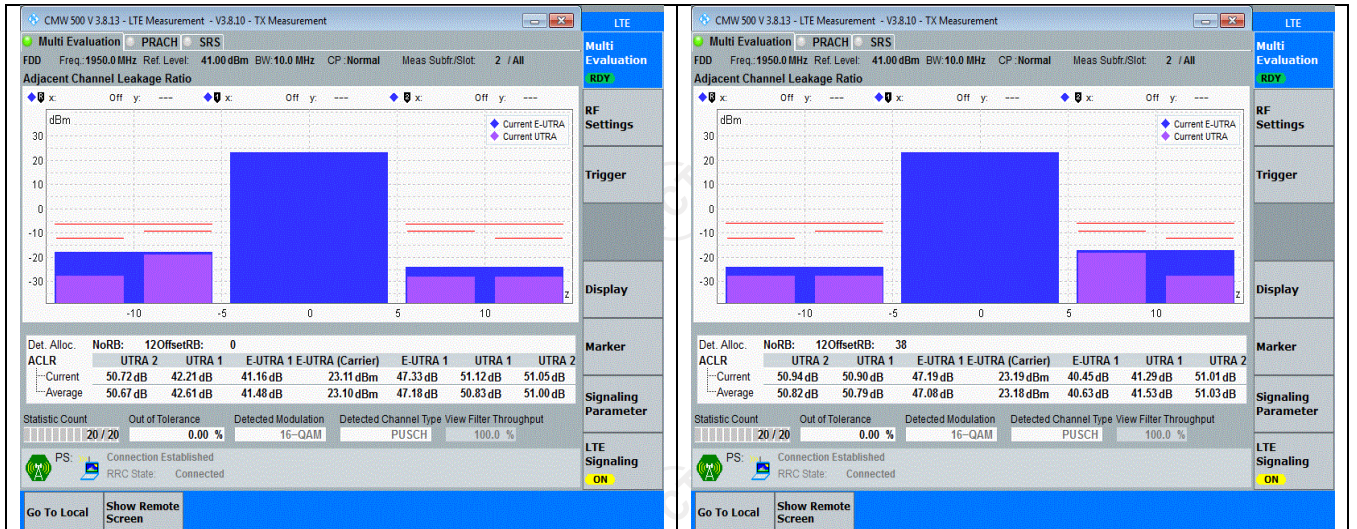 CMW 500 V 3.8.13 - LTE Measurement - V3.8.10 - TX Measurement
LTE
Multi Evaluation PRACH SRS
Multi
Evaluation
RDY
FDD Freq.:1950.0 MHz Ref. Level: 41.00 dBm BW:10.0 MHz CP :Normal Meas Subfr./Slot: 2 / All
Adjacent Channel Leakage Ratio
x: Off y: --- x: Off y: --- x: Off y: ---
dBm
Current E-UTRA
Current UTRA
30
20
10
0
-10
-20
-30
-10 -5 0 5 10
z
RF
Settings
Trigger
Display
Marker
Signaling
Parameter
LTE
Signaling
ON
Det. Alloc. NoRB: 12OffsetRB: 0
ACLR UTRA 2 UTRA 1 E-UTRA 1 E-UTRA (Carrier) E-UTRA 1 UTRA 1 UTRA 2
Current 50.72 dB 42.21 dB 41.16 dB 23.11 dBm 47.33 dB 51.12 dB 51.05 dB
Average 50.67 dB 42.61 dB 41.48 dB 23.10 dBm 47.18 dB 50.83 dB 51.00 dB
Statistic Count Out of Tolerance Detected Modulation Detected Channel Type View Filter Throughput
20 / 20 0.00 % 16-QAM PUSCH 100.0 %
PS: Connection Established
RRC State: Connected
Go To Local
Show Remote
Screen
CMW 500 V 3.8.13 - LTE Measurement - V3.8.10 - TX Measurement
LTE
Multi Evaluation PRACH SRS
Multi
Evaluation
RDY
FDD Freq.:1950.0 MHz Ref. Level: 41.00 dBm BW:10.0 MHz CP :Normal Meas Subfr./Slot: 2 / All
Adjacent Channel Leakage Ratio
x: Off y: --- x: Off y: --- x: Off y: ---
dBm
Current E-UTRA
Current UTRA
30
20
10
0
-10
-20
-30
-10 -5 0 5 10
z
RF
Settings
Trigger
Display
Marker
Signaling
Parameter
LTE
Signaling
ON
Det. Alloc. NoRB: 12OffsetRB: 38
ACLR UTRA 2 UTRA 1 E-UTRA 1 E-UTRA (Carrier) E-UTRA 1 UTRA 1 UTRA 2
Current 50.94 dB 50.90 dB 47.19 dB 23.19 dBm 40.45 dB 41.29 dB 51.01 dB
Average 50.82 dB 50.79 dB 47.08 dB 23.18 dBm 40.63 dB 41.53 dB 51.03 dB
Statistic Count Out of Tolerance Detected Modulation Detected Channel Type View Filter Throughput
20 / 20 0.00 % 16-QAM PUSCH 100.0 %
PS: Connection Established
RRC State: Connected
Go To Local
Show Remote
Screen